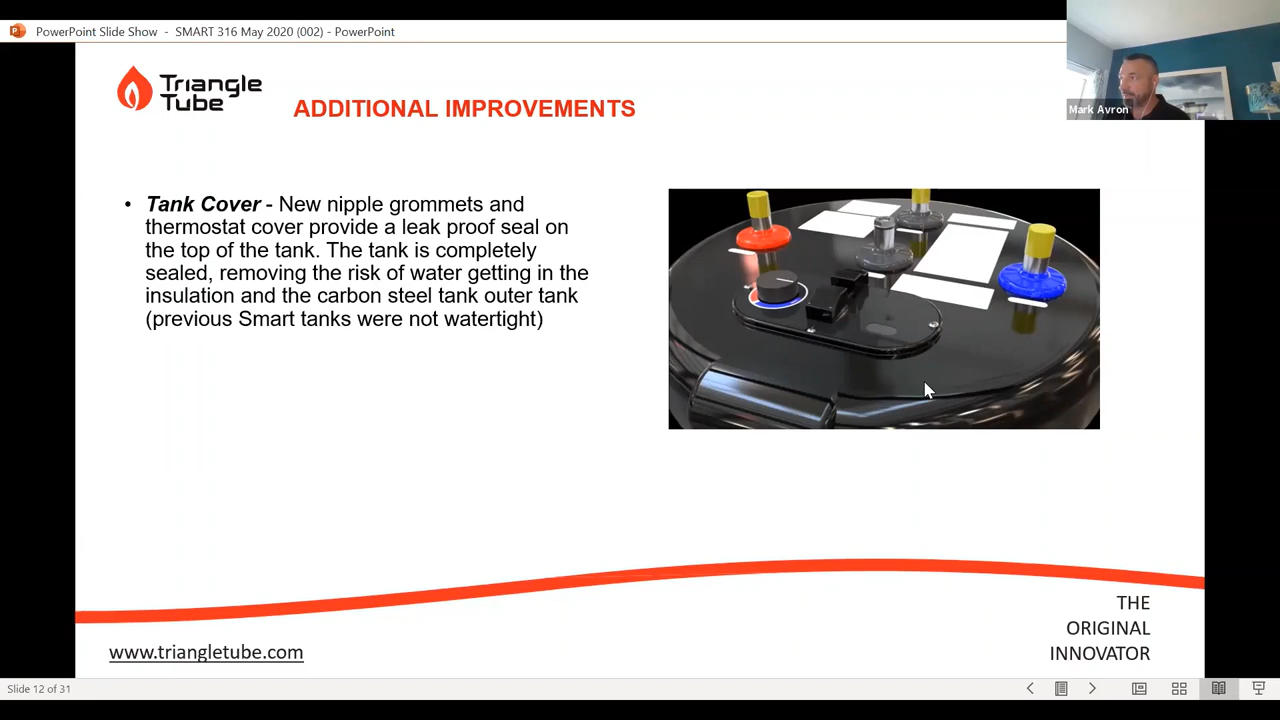 PowerPoint Slide Show - SMART 316 May 2020 (002) - PowerPoint
Mark Avron
Triangle
Tube
ADDITIONAL IMPROVEMENTS
• Tank Cover - New nipple grommets and
thermostat cover provide a leak proof seal on
the top of the tank. The tank is completely
sealed, removing the risk of water getting in the
insulation and the carbon steel tank outer tank
(previous Smart tanks were not watertight)
THE
ORIGINAL
INNOVATOR
www.triangletube.com
Slide 12 of 31